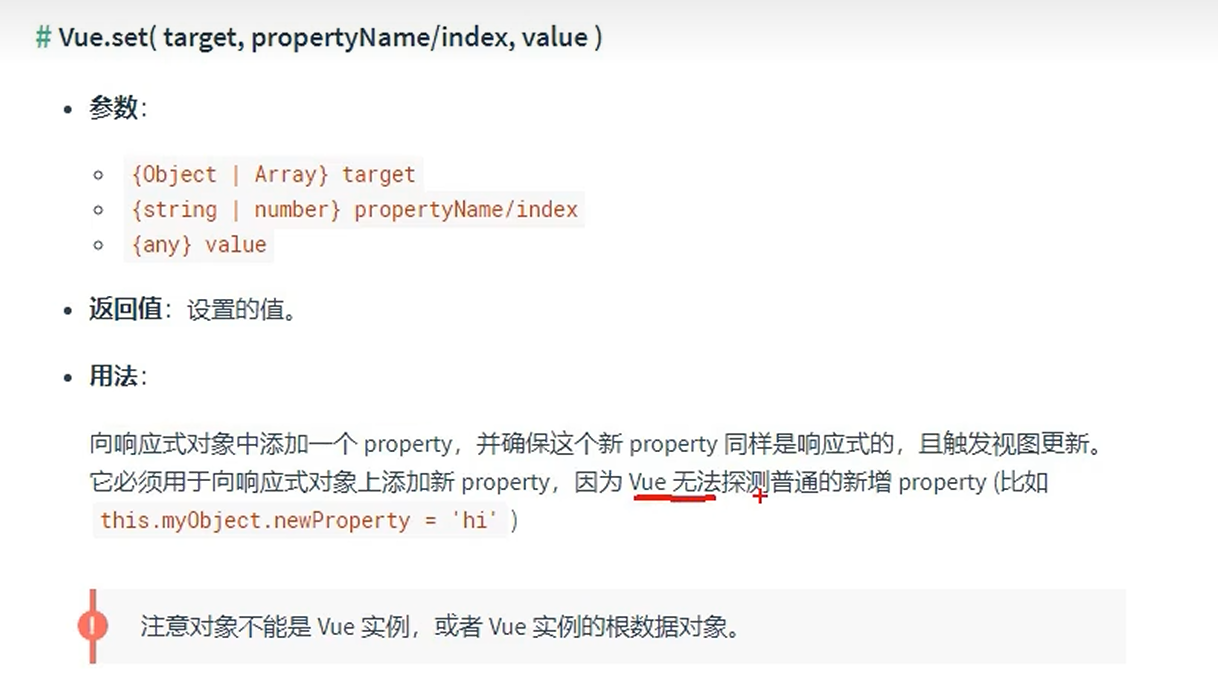 # Vue.set( target, propertyName/index, value )
参数：
{Object | Array} target
{string | number} propertyName/index
{any} value
返回值：设置的值。
用法：
向响应式对象中添加一个 property，并确保这个新 property 同样是响应式的，且触发视图更新。
它必须用于向响应式对象上添加新 property，因为 Vue 无法探测普通的新增 property (比如
this.myObject.newProperty = 'hi' )
注意对象不能是 Vue 实例，或者 Vue 实例的根数据对象。